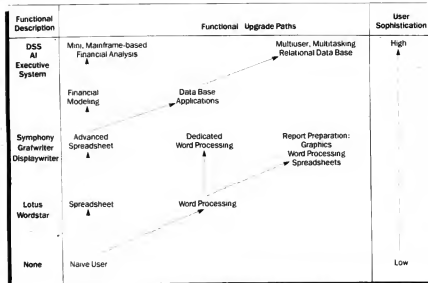 Functional
Description
Functional Upgrade Paths
User
Sophistication
DSS
AI
Executive
System
Mini, Mainframe-based
Financial Analysis
Multiuser, Multitasking
Relational Data Base
High
Financial
Modeling
Data Base
Applications
Symphony
Grafwriter
Displaywriter
Advanced
Spreadsheet
Dedicated
Word Processing
Report Preparation:
Graphics
Word Processing
Spreadsheets
Lotus
Wordstar
Spreadsheet
Word Processing
None
Naive User
Low